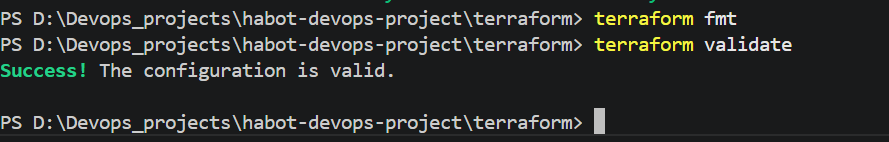 PS D:\Devops_projects\habot-devops-project\terraform> terraform fmt
PS D:\Devops_projects\habot-devops-project\terraform> terraform validate
Success! The configuration is valid.
PS D:\Devops_projects\habot-devops-project\terraform>